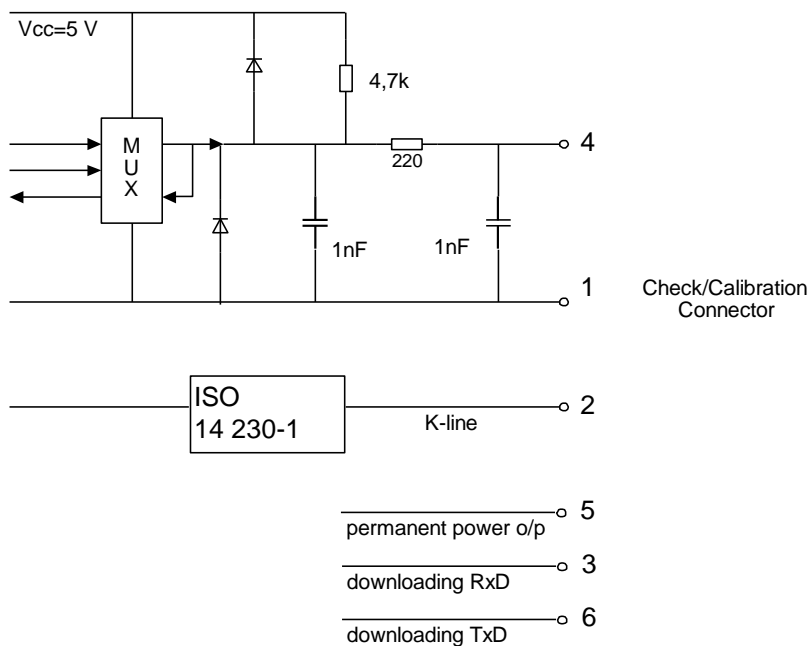 Vcc=5 V
4,7k
M
U
X
220
4
1nF
1nF
1
Check/Calibration
Connector
ISO
14 230-1
K-line
2
permanent power o/p
5
downloading RxD
3
downloading TxD
6